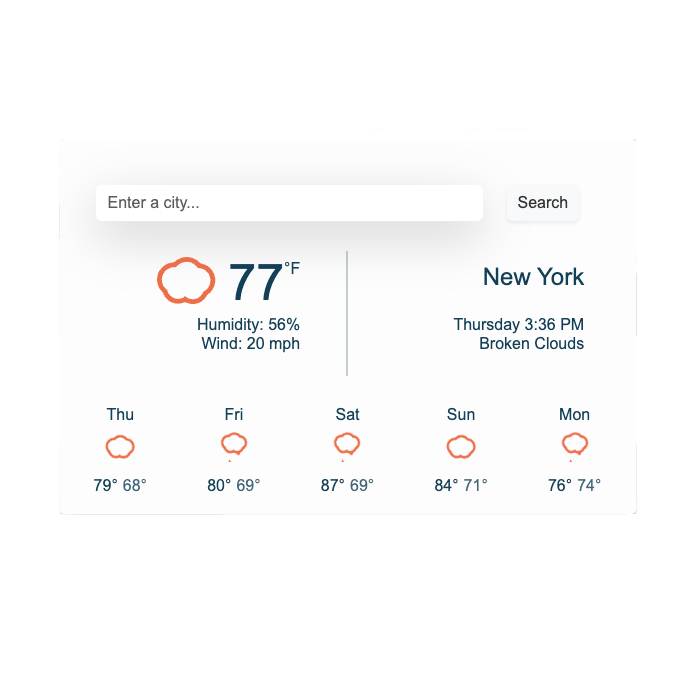 Enter a city... Search
77°F
New York
Humidity: 56%
Wind: 20 mph
Thursday 3:36 PM
Broken Clouds
Thu Fri Sat Sun Mon
79° 68° 80° 69° 87° 69° 84° 71° 76° 74°